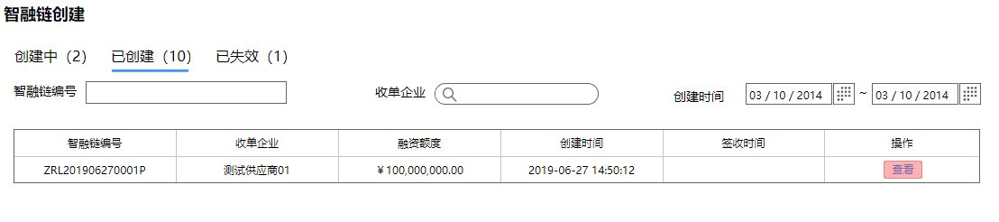 智融链创建
创建中（2） 已创建（10） 已失效（1）
智融链编号 收单企业 创建时间 03 / 10 / 2014 ~ 03 / 10 / 2014
智融链编号 收单企业 融资额度 创建时间 签收时间 操作
ZRL201906270001P 测试供应商01 ￥100,000,000.00 2019-06-27 14:50:12 查看